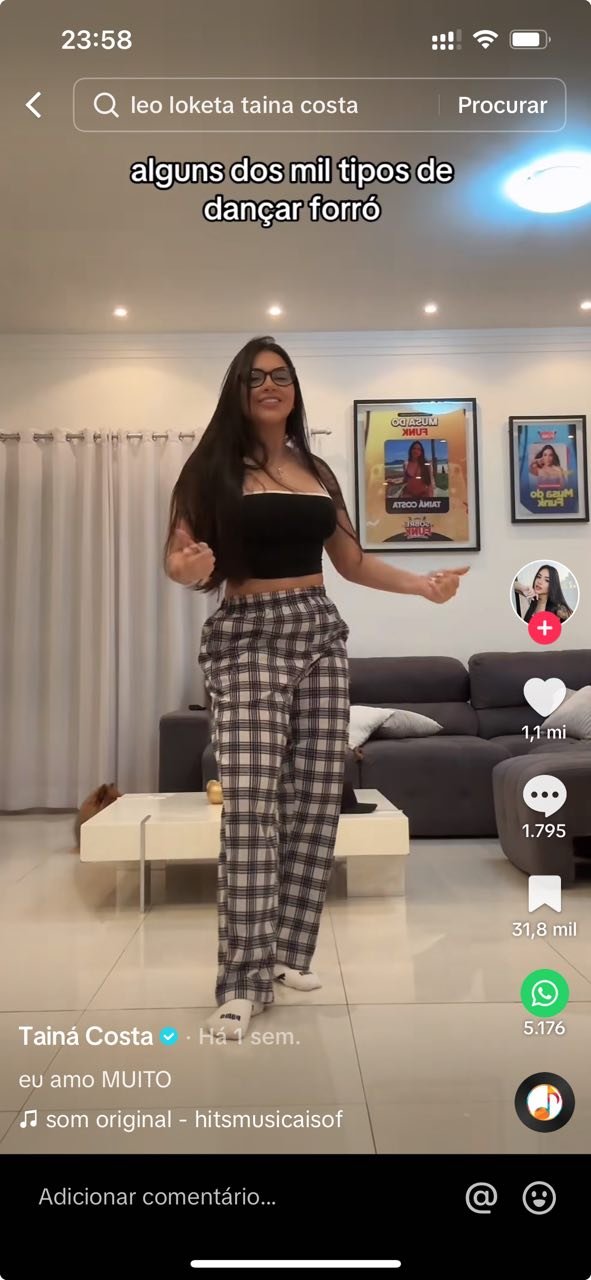 23:58
leo loketa taina costa
Procurar
alguns dos mil tipos de
dançar forró
MUSA DO
FUNK
TAINÁ COSTA
SOBRE
FUNK
Musa do
Funk
1,1 mi
1.795
31,8 mil
5.176
Tainá Costa · Há 1 sem.
eu amo MUITO
som original - hitsmusicaisof
Adicionar comentário...
@